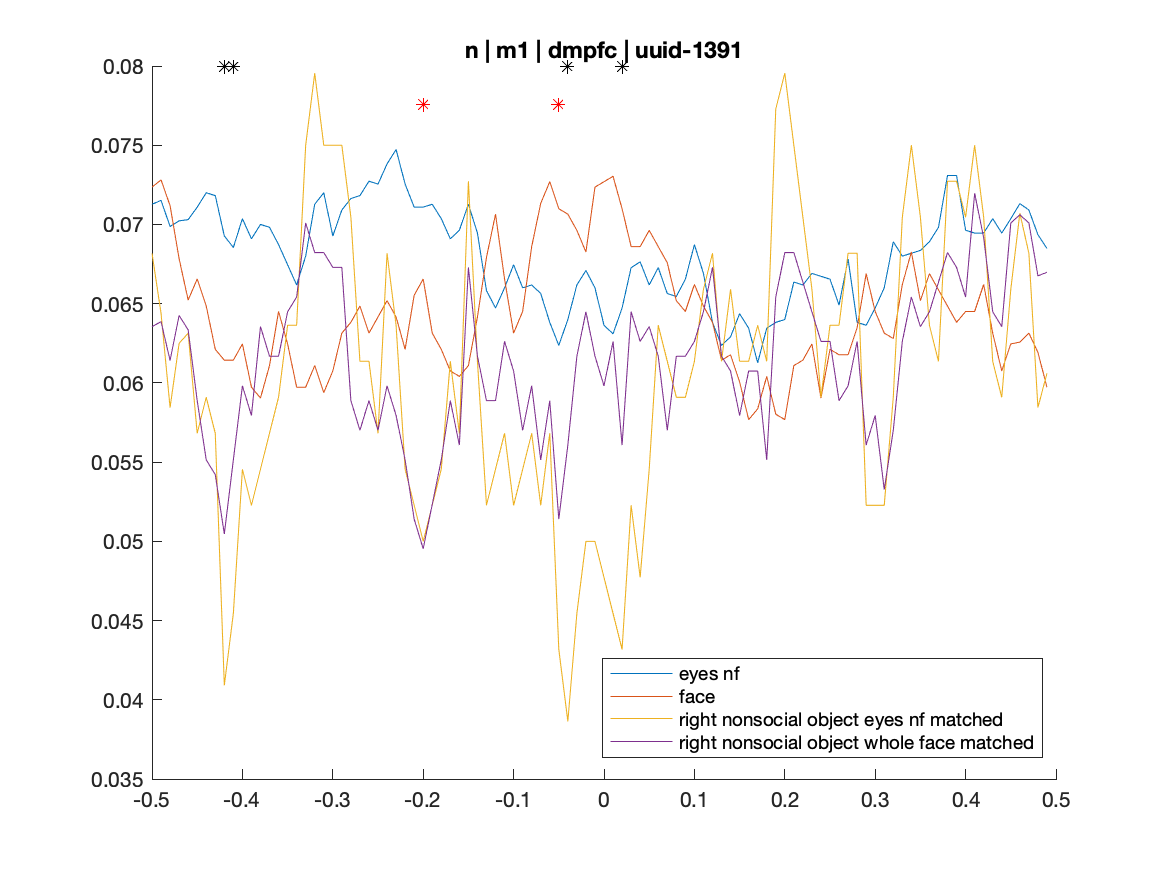 n | m1 | dmpfc | uuid-1391
0.08
0.075
0.07
0.065
0.06
0.055
0.05
0.045
0.04
0.035
-0.5 -0.4 -0.3 -0.2 -0.1 0 0.1 0.2 0.3 0.4 0.5
eyes nf
face
right nonsocial object eyes nf matched
right nonsocial object whole face matched